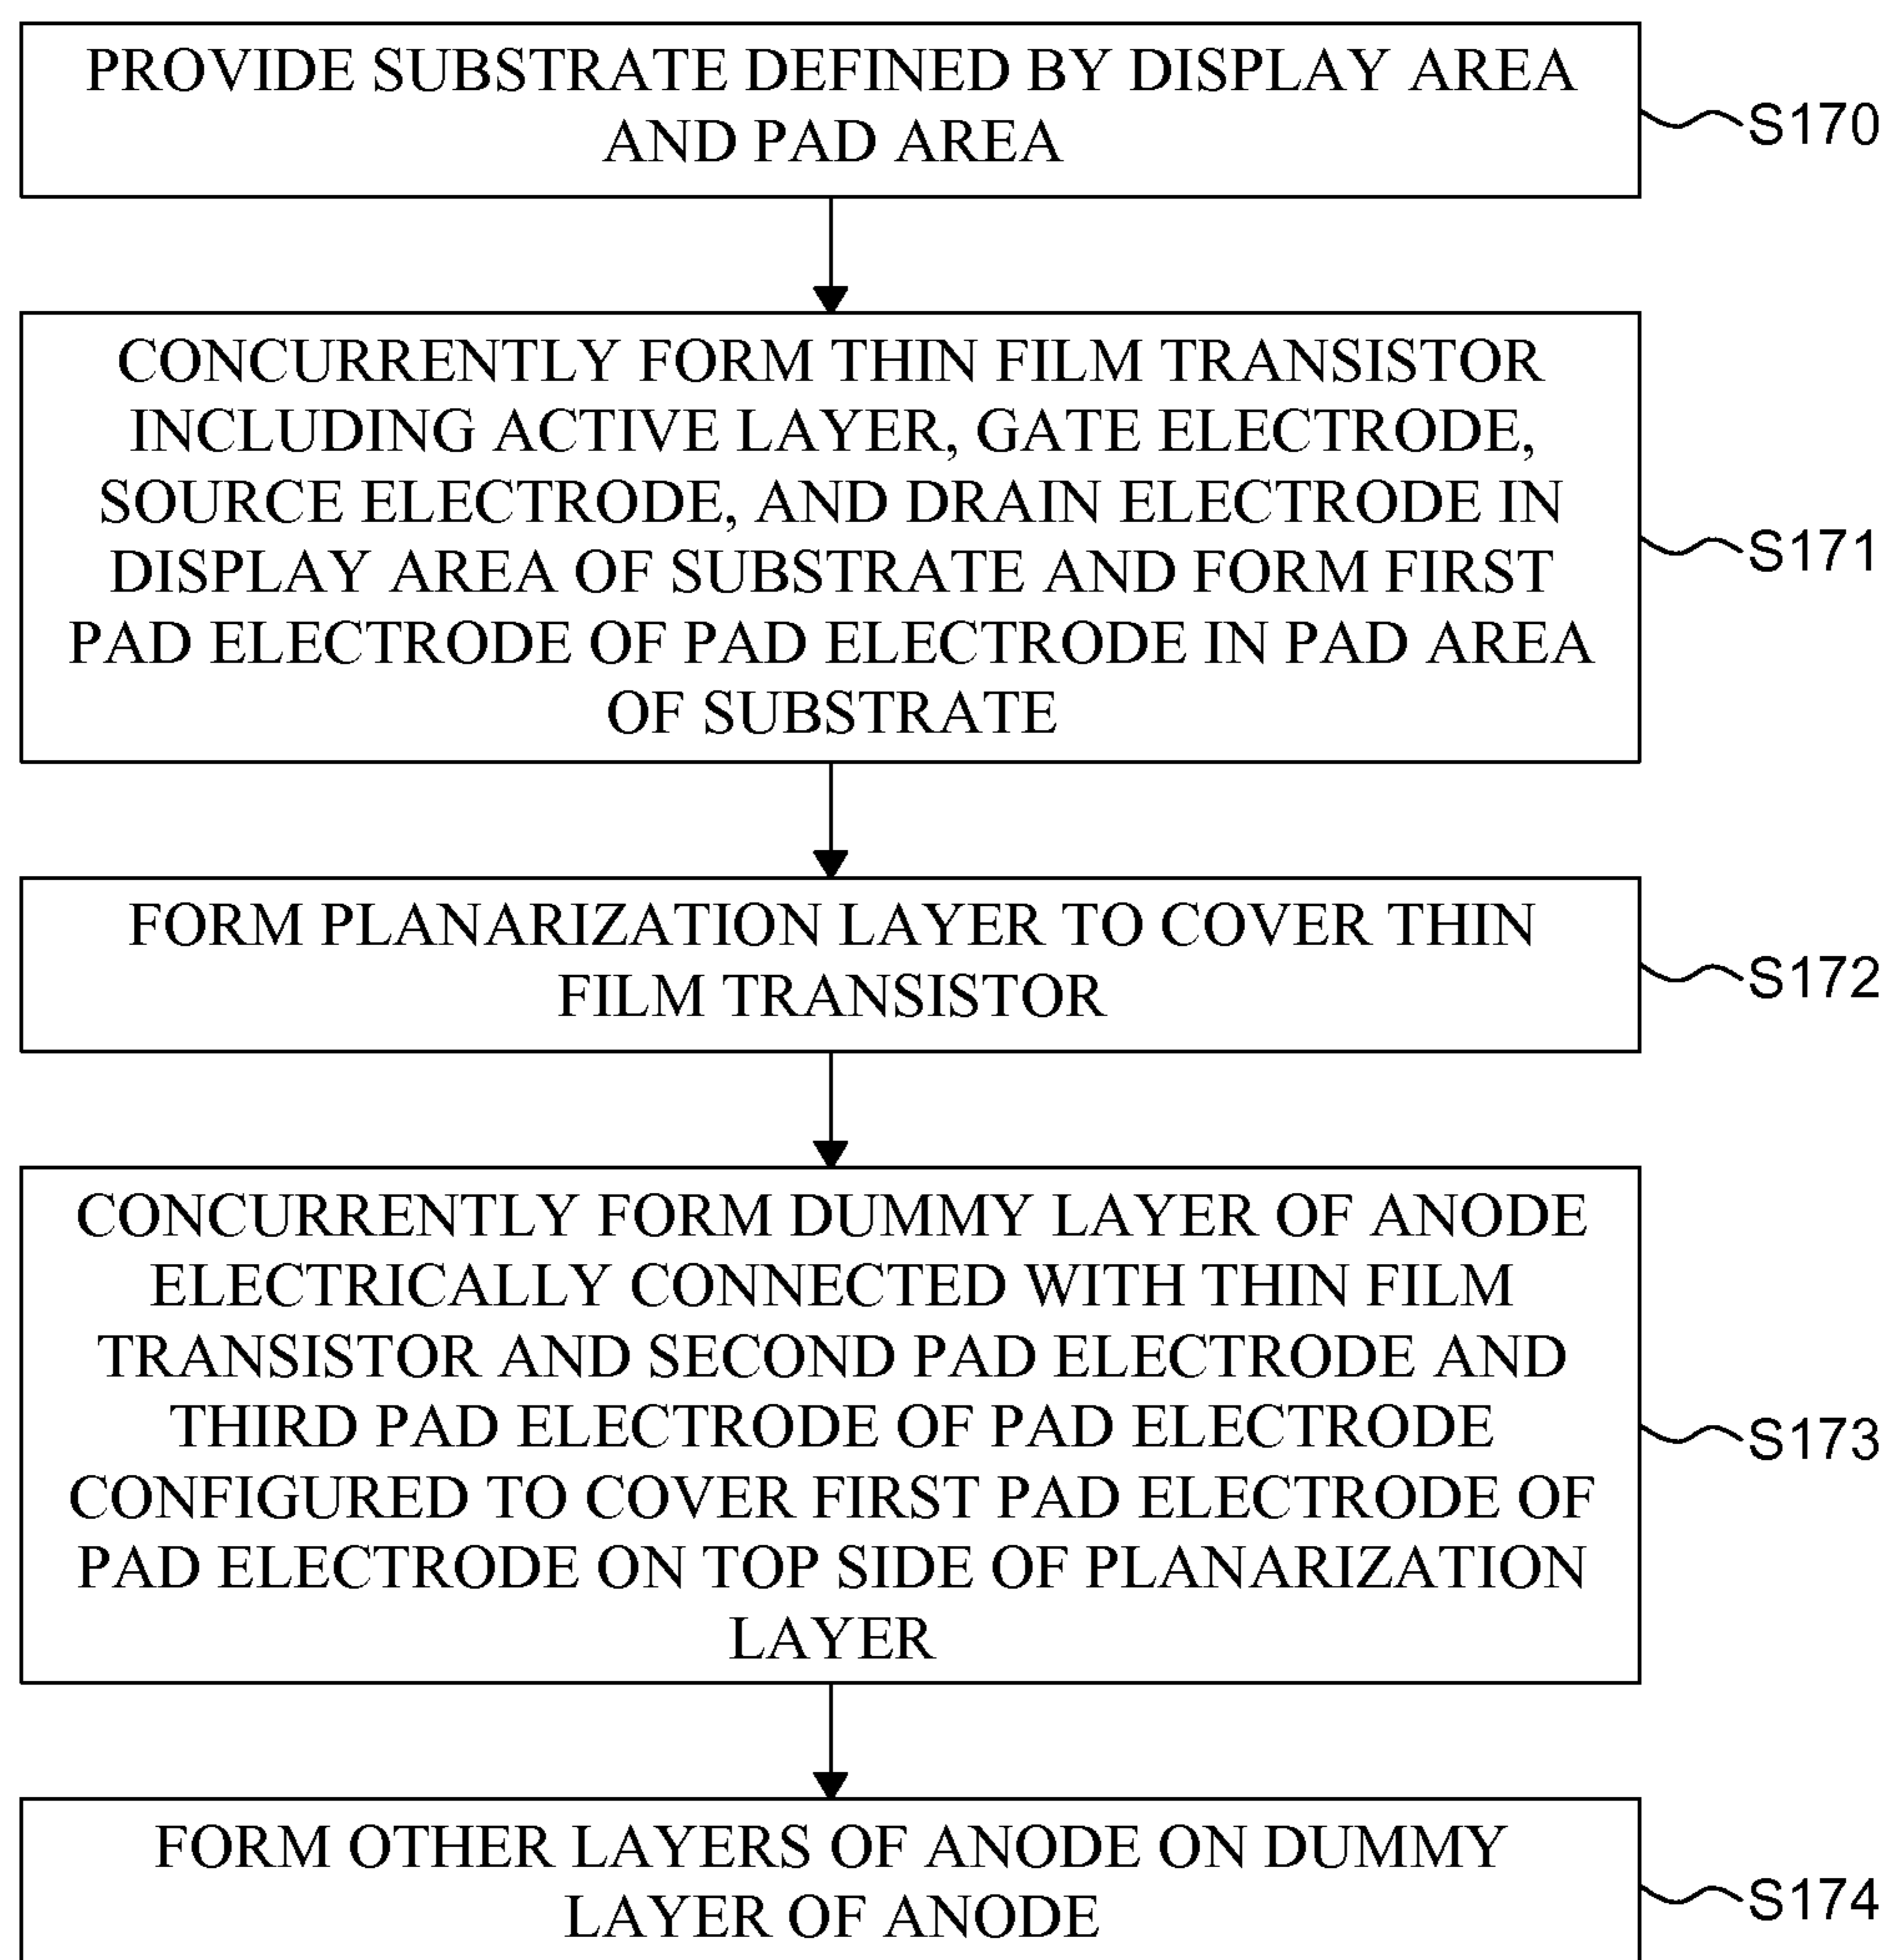 PROVIDE SUBSTRATE DEFINED BY DISPLAY AREA
AND PAD AREA
S170
CONCURRENTLY FORM THIN FILM TRANSISTOR
INCLUDING ACTIVE LAYER, GATE ELECTRODE,
SOURCE ELECTRODE, AND DRAIN ELECTRODE IN
DISPLAY AREA OF SUBSTRATE AND FORM FIRST
PAD ELECTRODE OF PAD ELECTRODE IN PAD AREA
OF SUBSTRATE
S171
FORM PLANARIZATION LAYER TO COVER THIN
FILM TRANSISTOR
S172
CONCURRENTLY FORM DUMMY LAYER OF ANODE
ELECTRICALLY CONNECTED WITH THIN FILM
TRANSISTOR AND SECOND PAD ELECTRODE AND
THIRD PAD ELECTRODE OF PAD ELECTRODE
CONFIGURED TO COVER FIRST PAD ELECTRODE OF
PAD ELECTRODE ON TOP SIDE OF PLANARIZATION
LAYER
S173
FORM OTHER LAYERS OF ANODE ON DUMMY
LAYER OF ANODE
S174